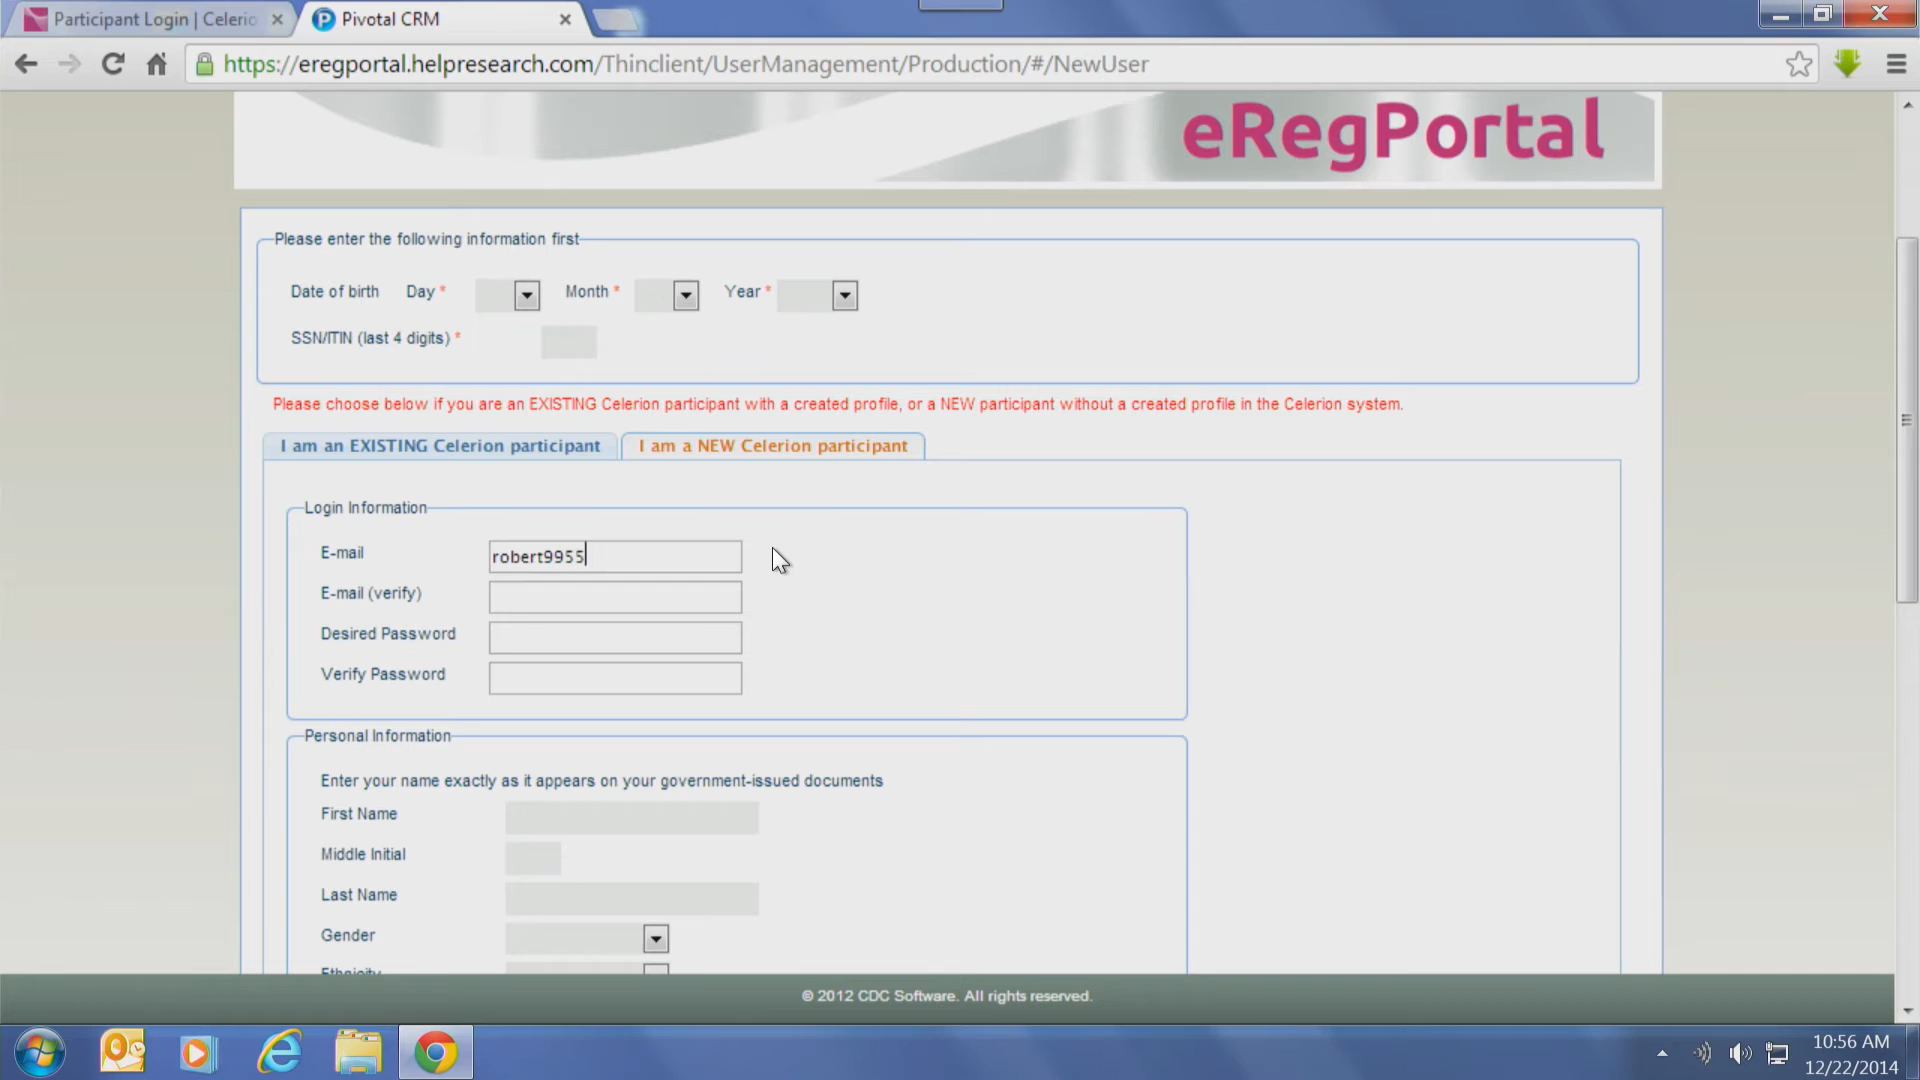 Participant Login | Celerio
Pivotal CRM
https://eregportal.helpresearch.com/Thinclient/UserManagement/Production/#/NewUser
eRegPortal
Please enter the following information first
Date of birth Day * Month * Year *
SSN/ITIN (last 4 digits) *
Please choose below if you are an EXISTING Celerion participant with a created profile, or a NEW participant without a created profile in the Celerion system.
I am an EXISTING Celerion participant I am a NEW Celerion participant
Login Information
E-mail robert9955
E-mail (verify)
Desired Password
Verify Password
Personal Information
Enter your name exactly as it appears on your government-issued documents
First Name
Middle Initial
Last Name
Gender
Ethnicity
© 2012 CDC Software. All rights reserved.
10:56 AM
12/22/2014